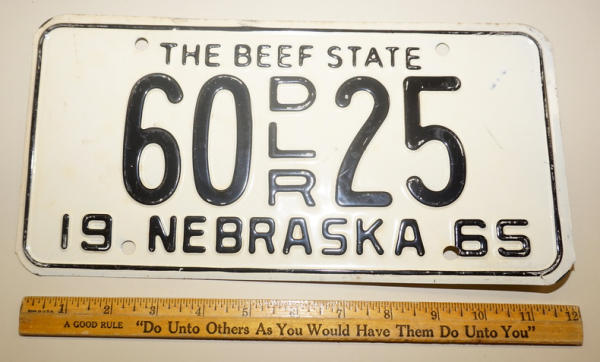 THE BEEF STATE
60 DLR 25
19 NEBRASKA 65
1 2 3 4 5 6 7 8 9 10 11 12
A GOOD RULE "Do Unto Others As You Would Have Them Do Unto You"